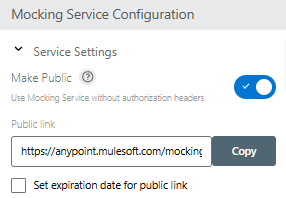 Mocking Service Configuration
Service Settings
Make Public ?
Use Mocking Service without authorization headers
Public link
https://anypoint.mulesoft.com/mocking
Copy
Set expiration date for public link